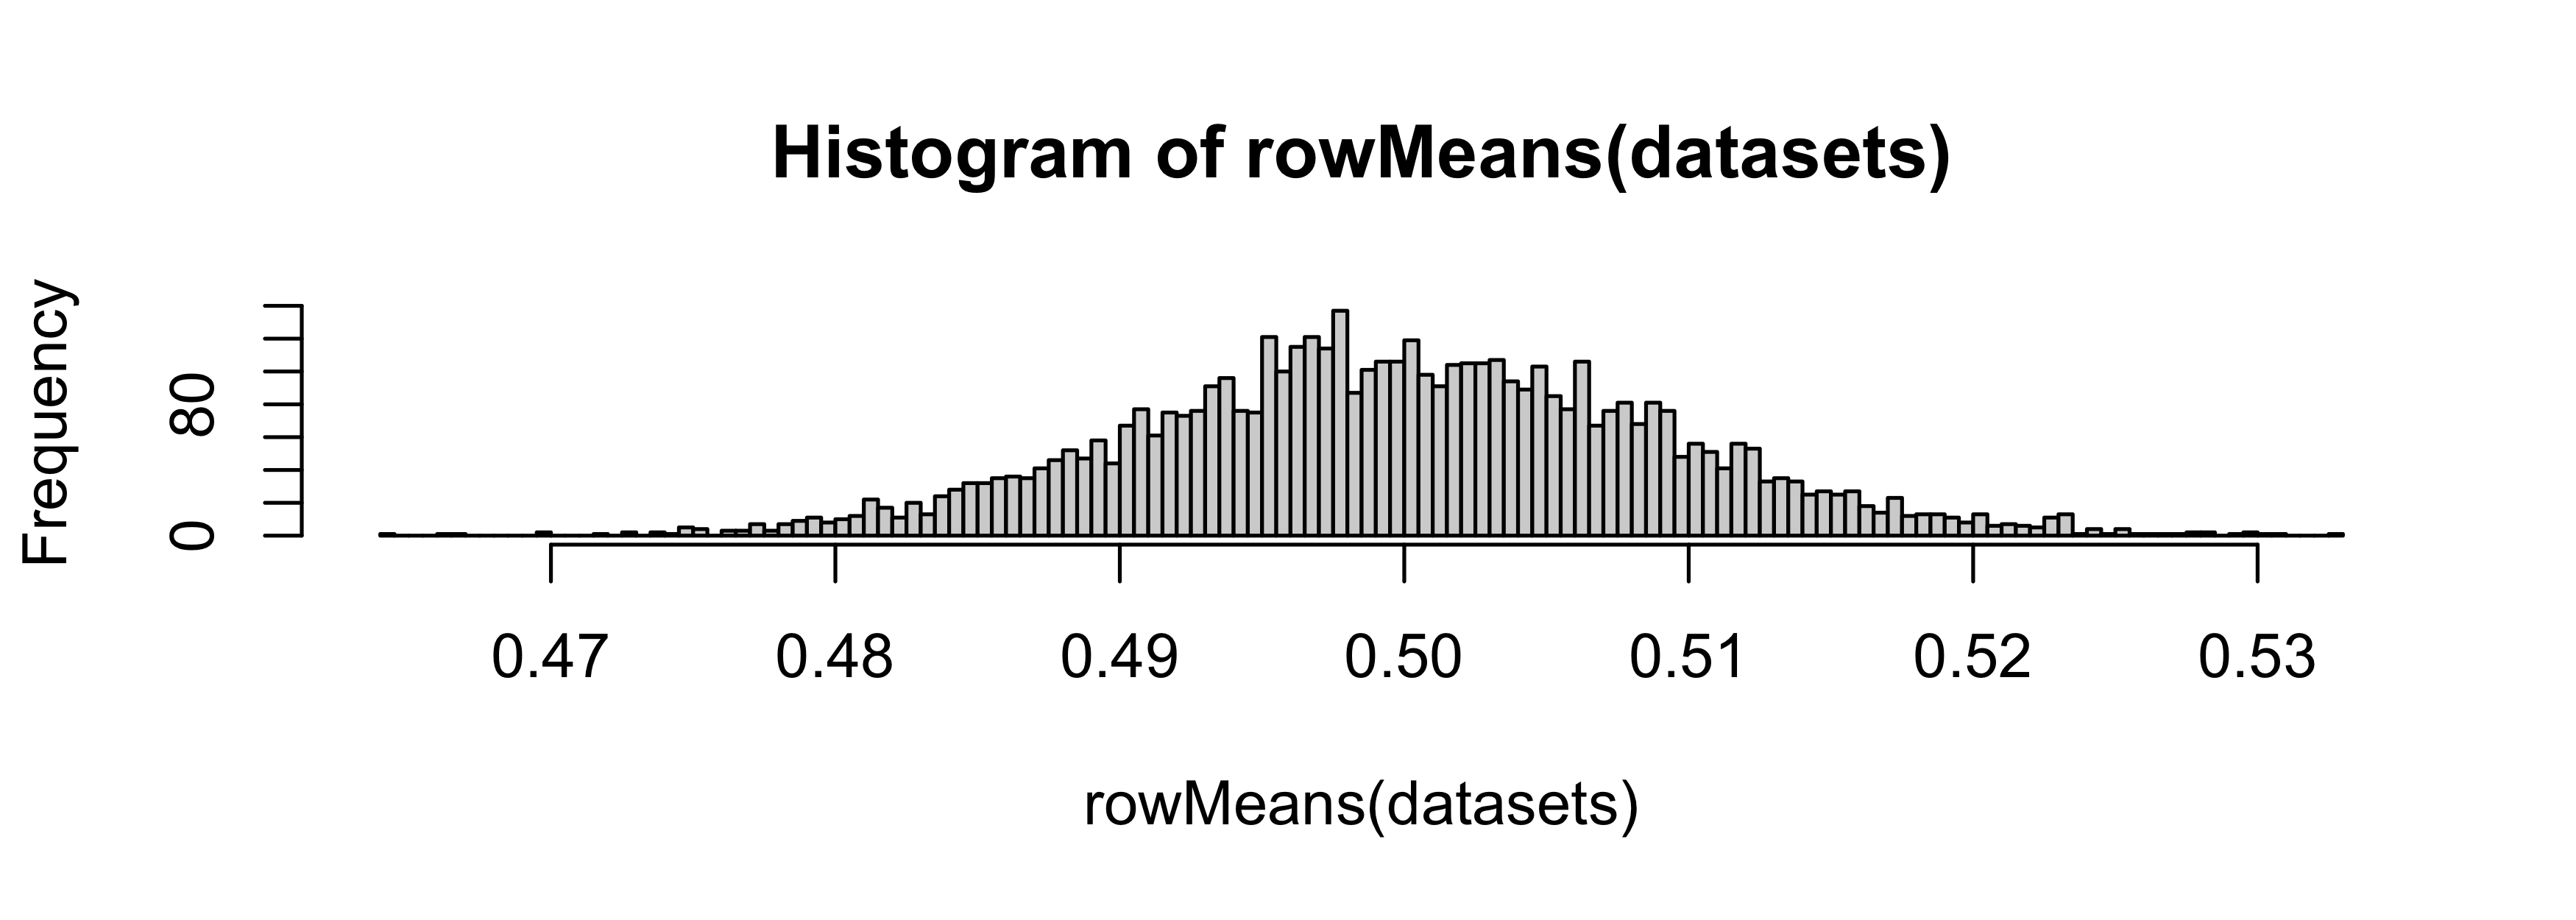 Histogram of rowMeans(datasets)
Frequency
80
0
0.47 0.48 0.49 0.50 0.51 0.52 0.53
rowMeans(datasets)